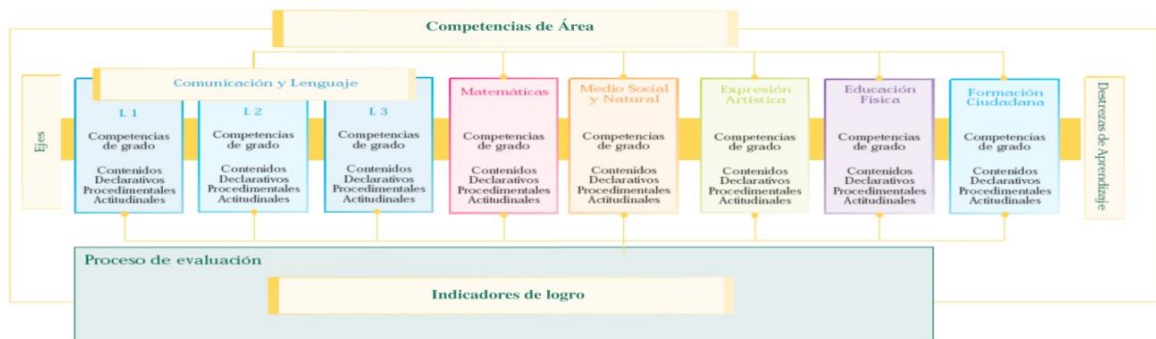 Competencias de Área
Ejes
Comunicación y Lenguaje
L 1
Competencias
de grado
Contenidos
Declarativos
Procedimentales
Actitudinales
L 2
Competencias
de grado
Contenidos
Declarativos
Procedimentales
Actitudinales
L 3
Competencias
de grado
Contenidos
Declarativos
Procedimentales
Actitudinales
Matemáticas
Competencias
de grado
Contenidos
Declarativos
Procedimentales
Actitudinales
Medio Social
y Natural
Competencias
de grado
Contenidos
Declarativos
Procedimentales
Actitudinales
Expresión
Artística
Competencias
de grado
Contenidos
Declarativos
Procedimentales
Actitudinales
Educación
Física
Competencias
de grado
Contenidos
Declarativos
Procedimentales
Actitudinales
Formación
Ciudadana
Competencias
de grado
Contenidos
Declarativos
Procedimentales
Actitudinales
Destrezas de Aprendizaje
Proceso de evaluación
Indicadores de logro